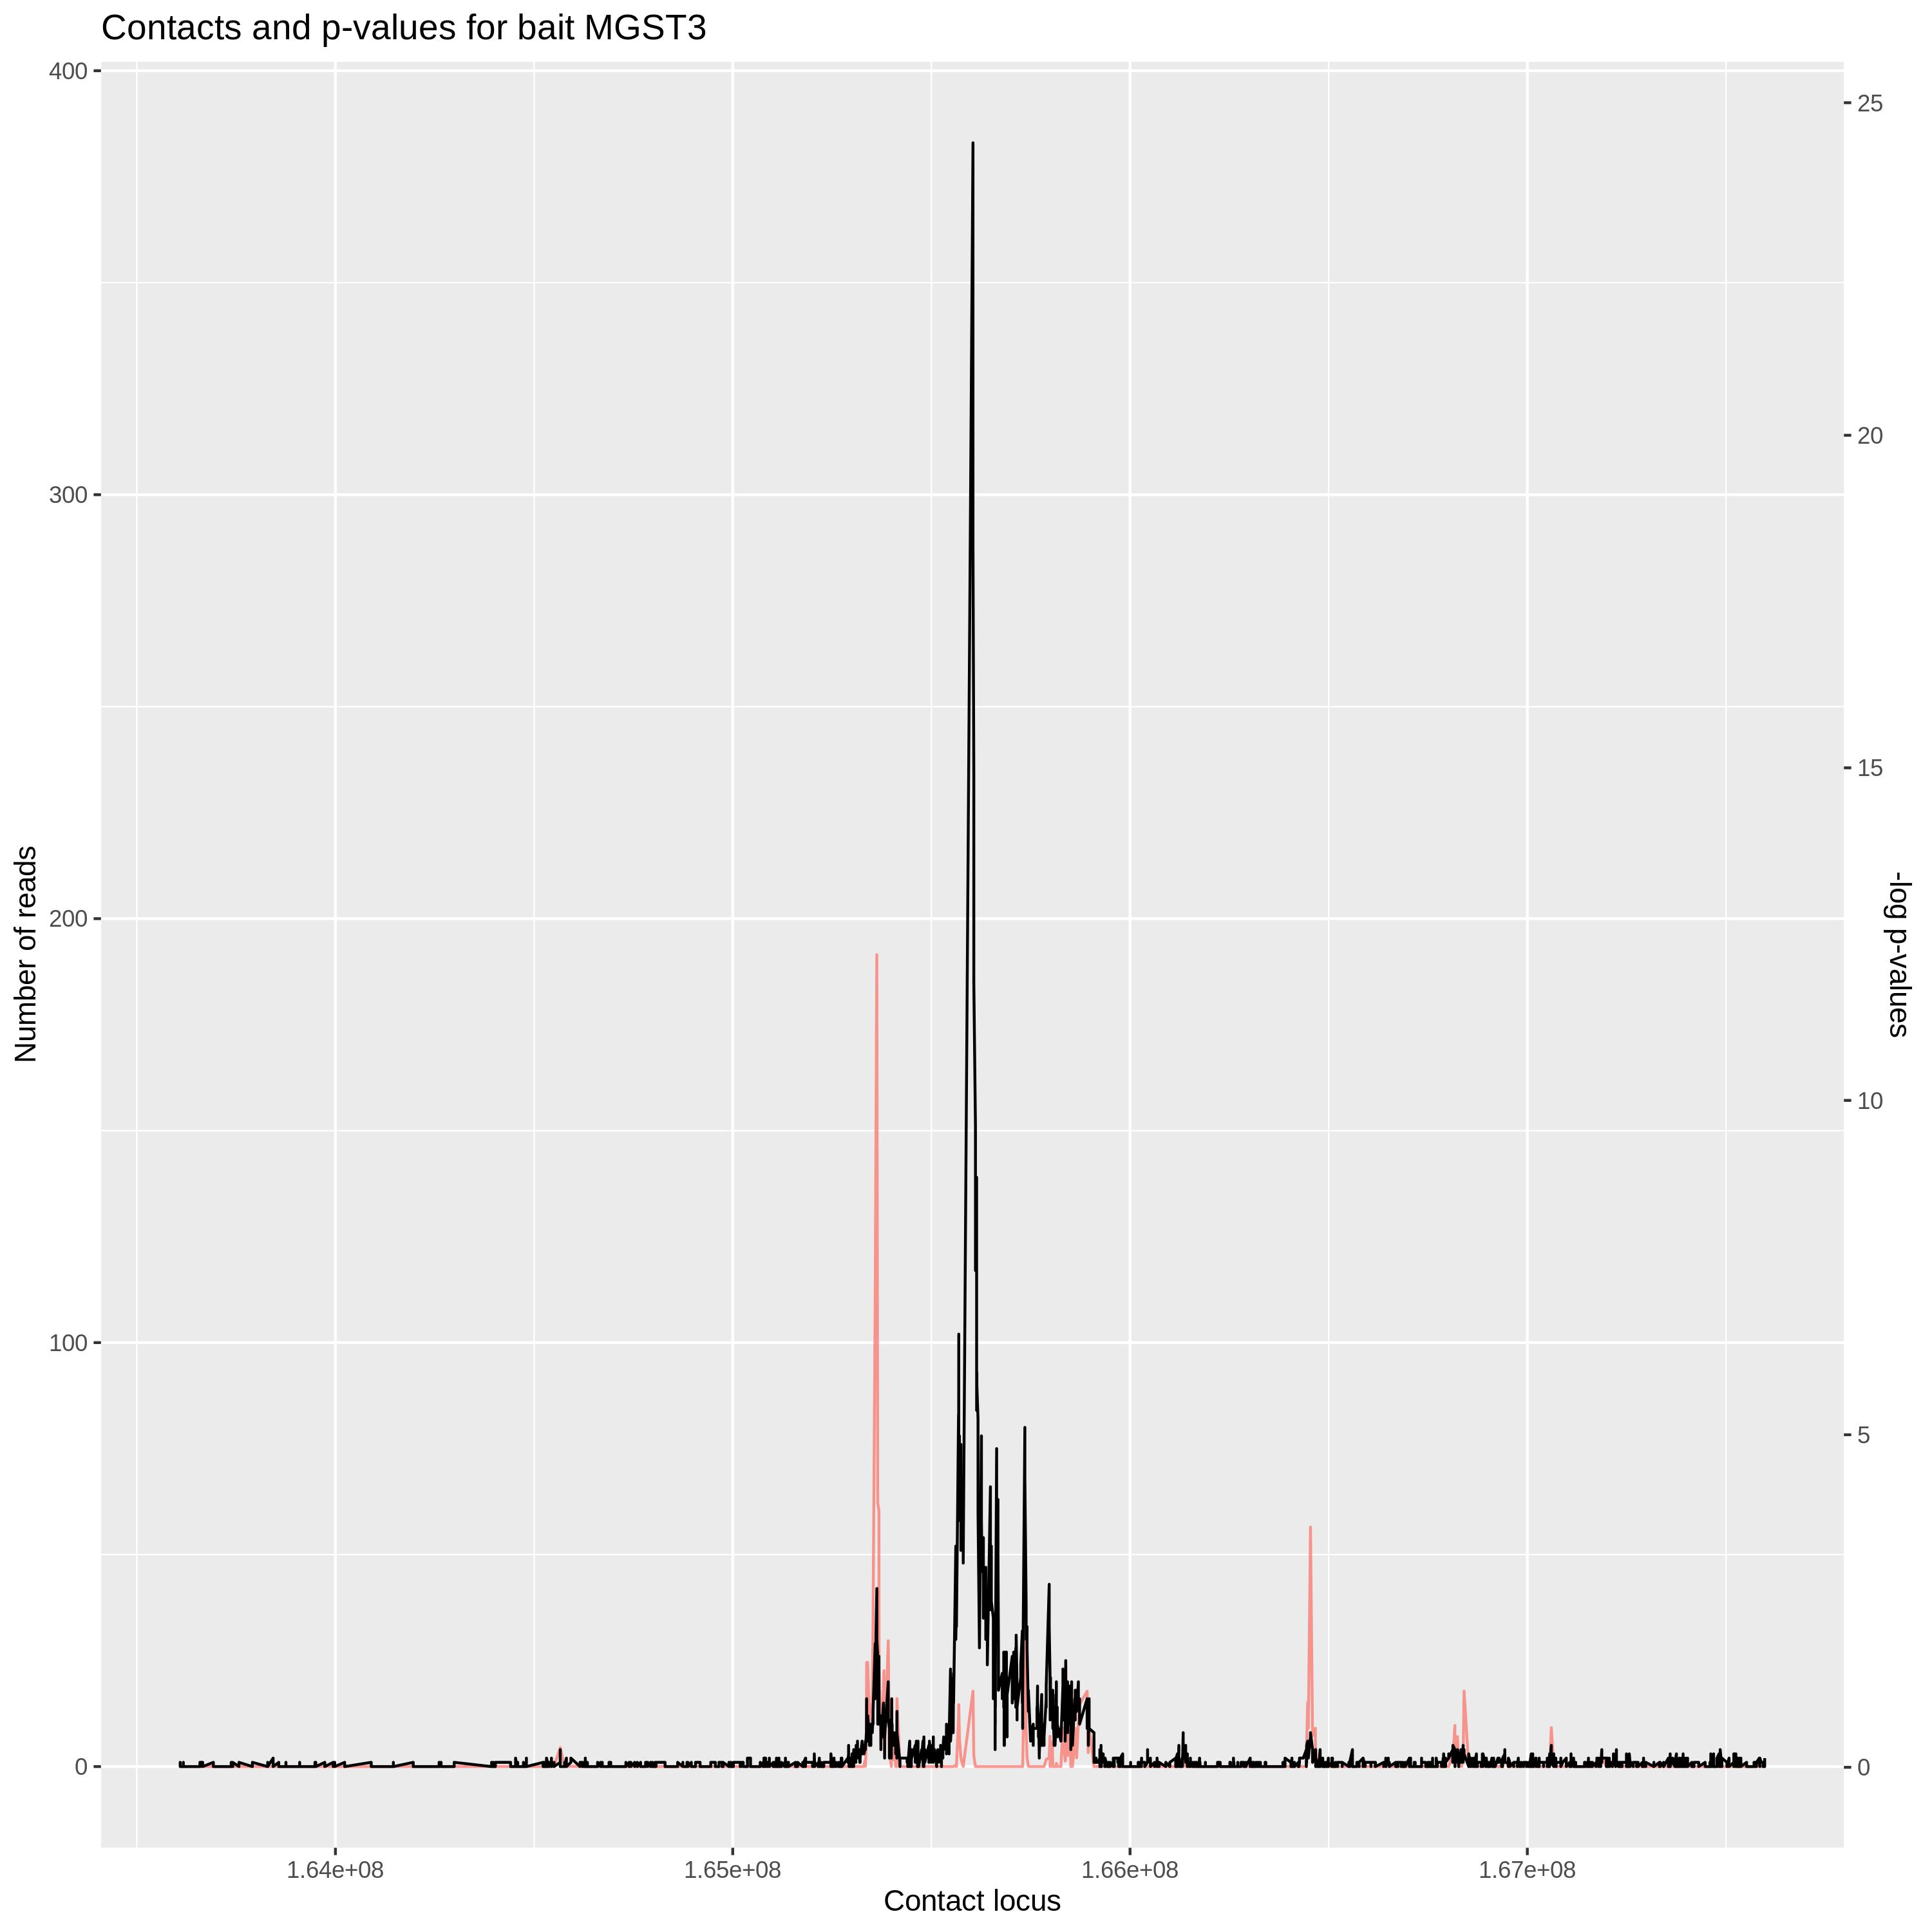 Contacts and p-values for bait MGST3
400
300
200
100
0
Number of reads
25
20
15
10
5
0
-log p-values
1.64e+08
1.65e+08
1.66e+08
1.67e+08
Contact locus